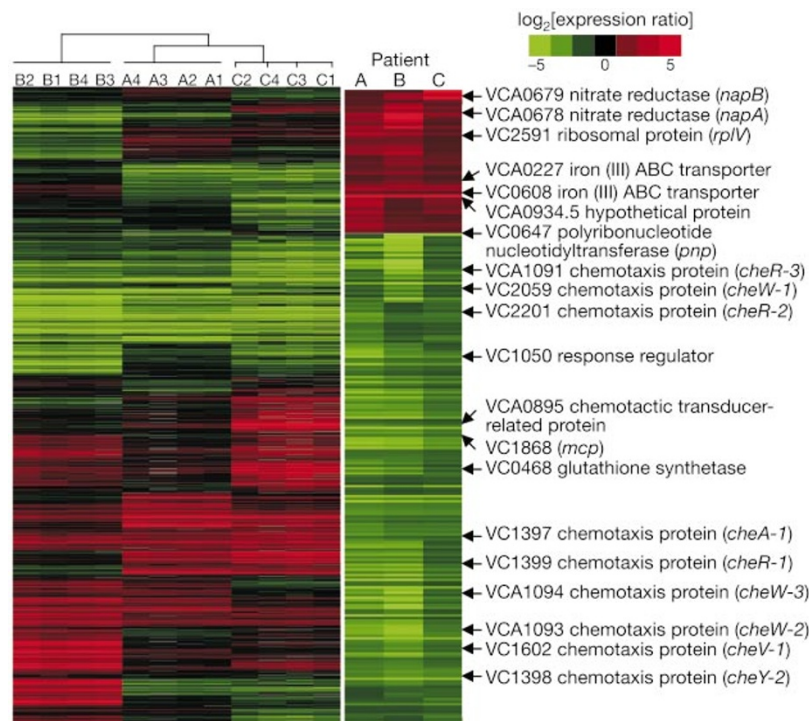 log2[expression ratio]
–5 0 5
Patient
B2 B1 B4 B3 A4 A3 A2 A1 C2 C4 C3 C1
A B C
VCA0679 nitrate reductase (napB)
VCA0678 nitrate reductase (napA)
VC2591 ribosomal protein (rplV)
VCA0227 iron (III) ABC transporter
VC0608 iron (III) ABC transporter
VCA0934.5 hypothetical protein
VC0647 polyribonucleotide
nucleotidyltransferase (pnp)
VCA1091 chemotaxis protein (cheR-3)
VC2059 chemotaxis protein (cheW-1)
VC2201 chemotaxis protein (cheR-2)
VC1050 response regulator
VCA0895 chemotactic transducer-
related protein
VC1868 (mcp)
VC0468 glutathione synthetase
VC1397 chemotaxis protein (cheA-1)
VC1399 chemotaxis protein (cheR-1)
VCA1094 chemotaxis protein (cheW-3)
VCA1093 chemotaxis protein (cheW-2)
VC1602 chemotaxis protein (cheV-1)
VC1398 chemotaxis protein (cheY-2)